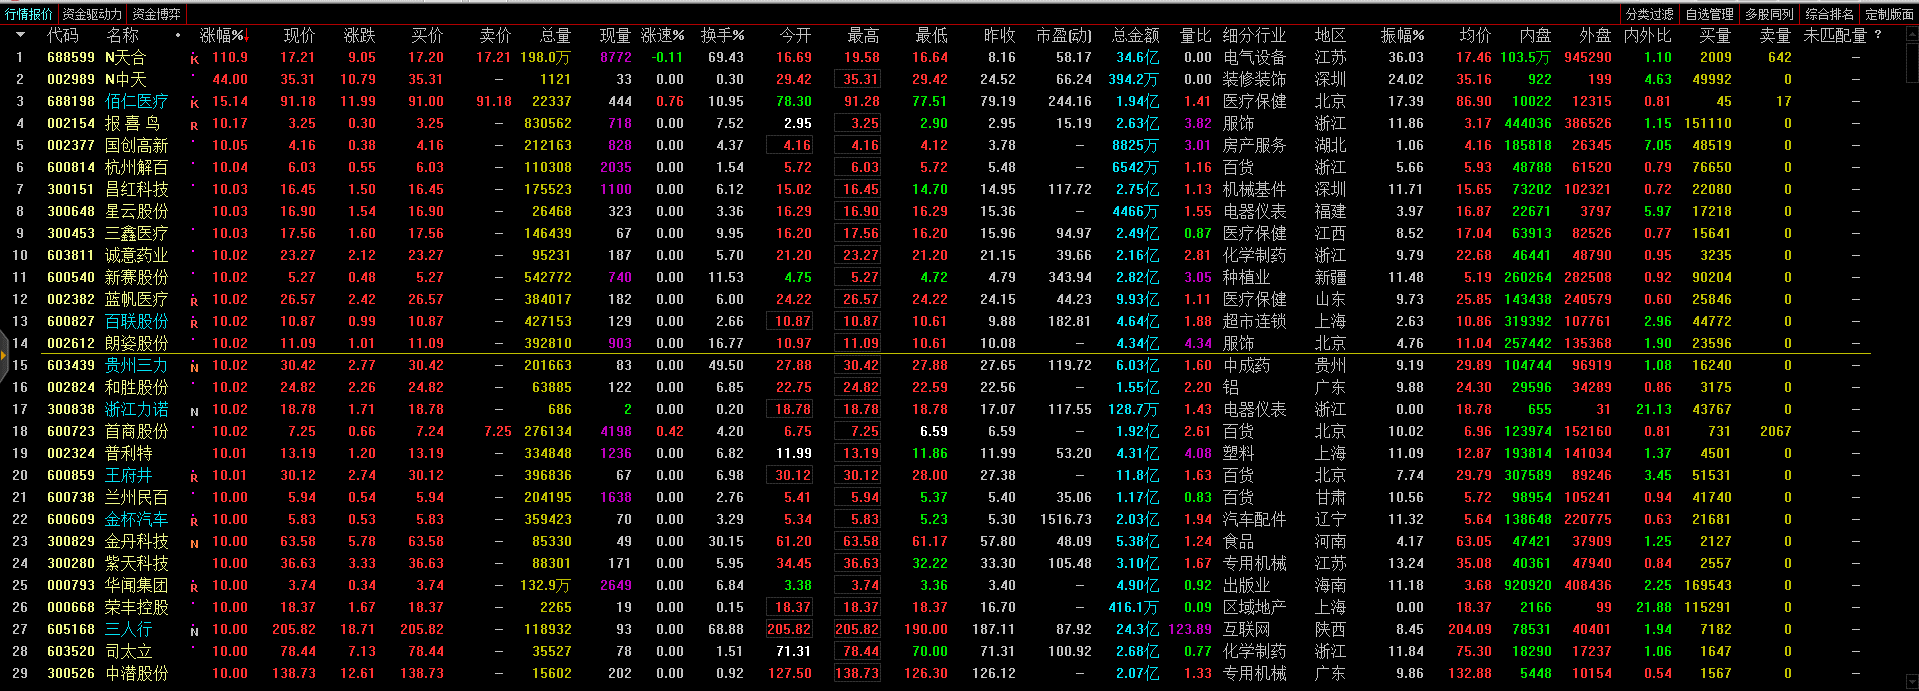 行情报价 资金驱动力 资金博弈 分类过滤 自选管理 多股同列 综合排名 定制版面
代码 名称 涨幅%↓ 现价 涨跌 买价 卖价 总量 现量 涨速% 换手% 今开 最高 最低 昨收 市盈(动) 总金额 量比 细分行业 地区 振幅% 均价 内盘 外盘 内外比 买量 卖量 未匹配量 ?
1 688599 N天合 K 110.9 17.21 9.05 17.20 17.21 198.0万 8772 -0.11 69.43 16.69 19.58 16.64 8.16 58.17 34.6亿 0.00 电气设备 江苏 36.03 17.46 103.5万 945290 1.10 2009 642 –
2 002989 N中天 44.00 35.31 10.79 35.31 – 1121 33 0.00 0.30 29.42 35.31 29.42 24.52 66.24 394.2万 0.00 装修装饰 深圳 24.02 35.16 922 199 4.63 49992 0 –
3 688198 佰仁医疗 K 15.14 91.18 11.99 91.00 91.18 22337 444 0.76 10.95 78.30 91.28 77.51 79.19 244.16 1.94亿 1.41 医疗保健 北京 17.39 86.90 10022 12315 0.81 45 17 –
4 002154 报 喜 鸟 R 10.17 3.25 0.30 3.25 – 830562 718 0.00 7.52 2.95 3.25 2.90 2.95 15.19 2.63亿 3.82 服饰 浙江 11.86 3.17 444036 386526 1.15 151110 0 –
5 002377 国创高新 10.05 4.16 0.38 4.16 – 212163 828 0.00 4.37 4.16 4.16 4.12 3.78 – 8825万 3.01 房产服务 湖北 1.06 4.16 185818 26345 7.05 48519 0 –
6 600814 杭州解百 10.04 6.03 0.55 6.03 – 110308 2035 0.00 1.54 5.72 6.03 5.72 5.48 – 6542万 1.16 百货 浙江 5.66 5.93 48788 61520 0.79 76650 0 –
7 300151 昌红科技 10.03 16.45 1.50 16.45 – 175523 1100 0.00 6.12 15.02 16.45 14.70 14.95 117.72 2.75亿 1.13 机械基件 深圳 11.71 15.65 73202 102321 0.72 22080 0 –
8 300648 星云股份 10.03 16.90 1.54 16.90 – 26468 323 0.00 3.36 16.29 16.90 16.29 15.36 – 4466万 1.55 电器仪表 福建 3.97 16.87 22671 3797 5.97 17218 0 –
9 300453 三鑫医疗 10.03 17.56 1.60 17.56 – 146439 67 0.00 9.95 16.20 17.56 16.20 15.96 94.97 2.49亿 0.87 医疗保健 江西 8.52 17.04 63913 82526 0.77 15641 0 –
10 603811 诚意药业 10.02 23.27 2.12 23.27 – 95231 187 0.00 5.70 21.20 23.27 21.20 21.15 39.66 2.16亿 2.81 化学制药 浙江 9.79 22.68 46441 48790 0.95 3235 0 –
11 600540 新赛股份 10.02 5.27 0.48 5.27 – 542772 740 0.00 11.53 4.75 5.27 4.72 4.79 343.94 2.82亿 3.05 种植业 新疆 11.48 5.19 260264 282508 0.92 90204 0 –
12 002382 蓝帆医疗 R 10.02 26.57 2.42 26.57 – 384017 182 0.00 6.00 24.22 26.57 24.22 24.15 44.23 9.93亿 1.11 医疗保健 山东 9.73 25.85 143438 240579 0.60 25846 0 –
13 600827 百联股份 R 10.02 10.87 0.99 10.87 – 427153 129 0.00 2.66 10.87 10.87 10.61 9.88 182.81 4.64亿 1.88 超市连锁 上海 2.63 10.86 319392 107761 2.96 44772 0 –
14 002612 朗姿股份 10.02 11.09 1.01 11.09 – 392810 903 0.00 16.77 10.97 11.09 10.61 10.08 – 4.34亿 4.34 服饰 北京 4.76 11.04 257442 135368 1.90 23596 0 –
15 603439 贵州三力 N 10.02 30.42 2.77 30.42 – 201663 83 0.00 49.50 27.88 30.42 27.88 27.65 119.72 6.03亿 1.60 中成药 贵州 9.19 29.89 104744 96919 1.08 16240 0 –
16 002824 和胜股份 10.02 24.82 2.26 24.82 – 63885 122 0.00 6.85 22.75 24.82 22.59 22.56 – 1.55亿 2.20 铝 广东 9.88 24.30 29596 34289 0.86 3175 0 –
17 300838 浙江力诺 N 10.02 18.78 1.71 18.78 – 686 2 0.00 0.20 18.78 18.78 18.78 17.07 117.55 128.7万 1.43 电器仪表 浙江 0.00 18.78 655 31 21.13 43767 0 –
18 600723 首商股份 10.02 7.25 0.66 7.24 7.25 276134 4198 0.42 4.20 6.75 7.25 6.59 6.59 – 1.92亿 2.61 百货 北京 10.02 6.96 123974 152160 0.81 731 2067 –
19 002324 普利特 10.01 13.19 1.20 13.19 – 334848 1236 0.00 6.82 11.99 13.19 11.86 11.99 53.20 4.31亿 4.08 塑料 上海 11.09 12.87 193814 141034 1.37 4501 0 –
20 600859 王府井 R 10.01 30.12 2.74 30.12 – 396836 67 0.00 6.98 30.12 30.12 28.00 27.38 – 11.8亿 1.63 百货 北京 7.74 29.79 307589 89246 3.45 51531 0 –
21 600738 兰州民百 10.00 5.94 0.54 5.94 – 204195 1638 0.00 2.76 5.41 5.94 5.37 5.40 35.06 1.17亿 0.83 百货 甘肃 10.56 5.72 98954 105241 0.94 41740 0 –
22 600609 金杯汽车 R 10.00 5.83 0.53 5.83 – 359423 70 0.00 3.29 5.34 5.83 5.23 5.30 1516.73 2.03亿 1.94 汽车配件 辽宁 11.32 5.64 138648 220775 0.63 21681 0 –
23 300829 金丹科技 N 10.00 63.58 5.78 63.58 – 85330 49 0.00 30.15 61.20 63.58 61.17 57.80 48.09 5.38亿 1.24 食品 河南 4.17 63.05 47421 37909 1.25 2127 0 –
24 300280 紫天科技 10.00 36.63 3.33 36.63 – 88301 171 0.00 5.95 34.45 36.63 32.22 33.30 105.48 3.10亿 1.67 专用机械 江苏 13.24 35.08 40361 47940 0.84 2557 0 –
25 000793 华闻集团 R 10.00 3.74 0.34 3.74 – 132.9万 2649 0.00 6.84 3.38 3.74 3.36 3.40 – 4.90亿 0.92 出版业 海南 11.18 3.68 920920 408436 2.25 169543 0 –
26 000668 荣丰控股 10.00 18.37 1.67 18.37 – 2265 19 0.00 0.15 18.37 18.37 18.37 16.70 – 416.1万 0.09 区域地产 上海 0.00 18.37 2166 99 21.88 115291 0 –
27 605168 三人行 N 10.00 205.82 18.71 205.82 – 118932 93 0.00 68.88 205.82 205.82 190.00 187.11 87.92 24.3亿 123.89 互联网 陕西 8.45 204.09 78531 40401 1.94 7182 0 –
28 603520 司太立 10.00 78.44 7.13 78.44 – 35527 78 0.00 1.51 71.31 78.44 70.00 71.31 100.92 2.68亿 0.77 化学制药 浙江 11.84 75.30 18290 17237 1.06 1647 0 –
29 300526 中潜股份 10.00 138.73 12.61 138.73 – 15602 202 0.00 0.92 127.50 138.73 126.30 126.12 – 2.07亿 1.33 专用机械 广东 9.86 132.88 5448 10154 0.54 1567 0 –